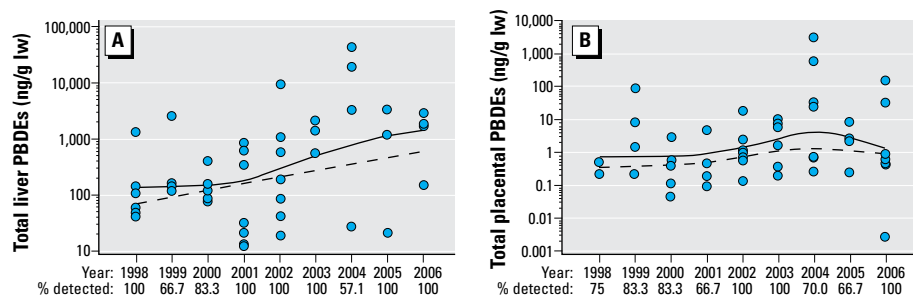 A
Total liver PBDEs (ng/g lw)
100,000
10,000
1,000
100
10
Year: 1998 1999 2000 2001 2002 2003 2004 2005 2006
% detected: 100 66.7 83.3 100 100 100 57.1 100 100
B
Total placental PBDEs (ng/g lw)
10,000
1,000
100
10
1
0.1
0.01
0.001
Year: 1998 1999 2000 2001 2002 2003 2004 2005 2006
% detected: 75 83.3 83.3 66.7 100 100 70.0 66.7 100